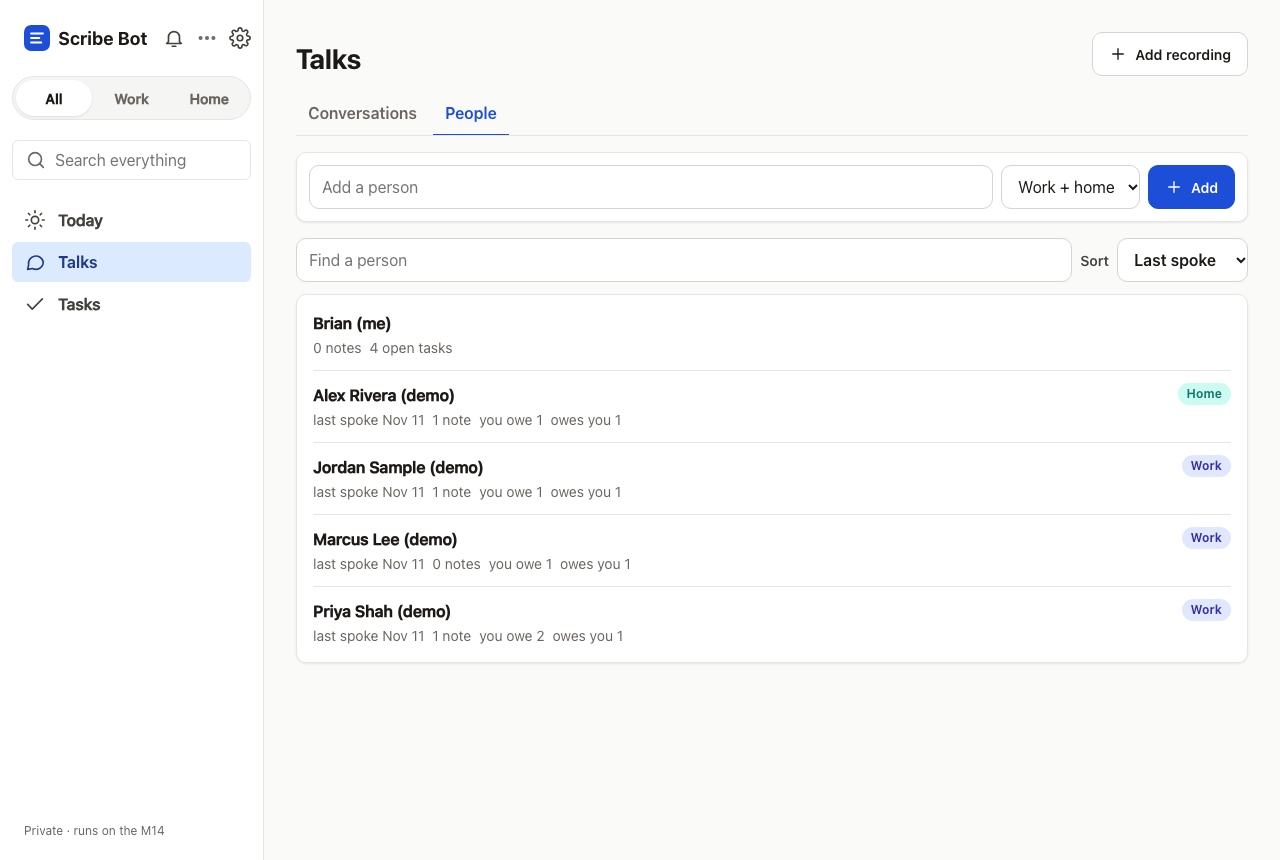 Scribe Bot
All Work Home
Search everything
Today
Talks
Tasks
Private · runs on the M14
Talks
Add recording
Conversations People
Add a person
Work + home
Add
Find a person
Sort
Last spoke
Brian (me)
0 notes 4 open tasks
Alex Rivera (demo)
Home
last spoke Nov 11 1 note you owe 1 owes you 1
Jordan Sample (demo)
Work
last spoke Nov 11 1 note you owe 1 owes you 1
Marcus Lee (demo)
Work
last spoke Nov 11 0 notes you owe 1 owes you 1
Priya Shah (demo)
Work
last spoke Nov 11 1 note you owe 2 owes you 1